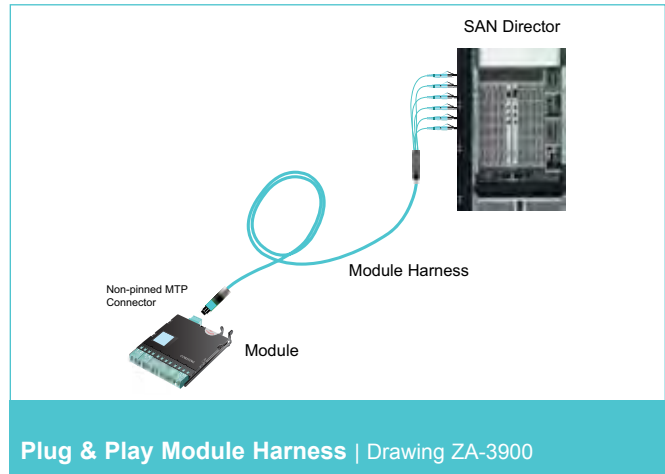 SAN Director
Module Harness
Non-pinned MTP
Connector
Module
Plug & Play Module Harness | Drawing ZA-3900